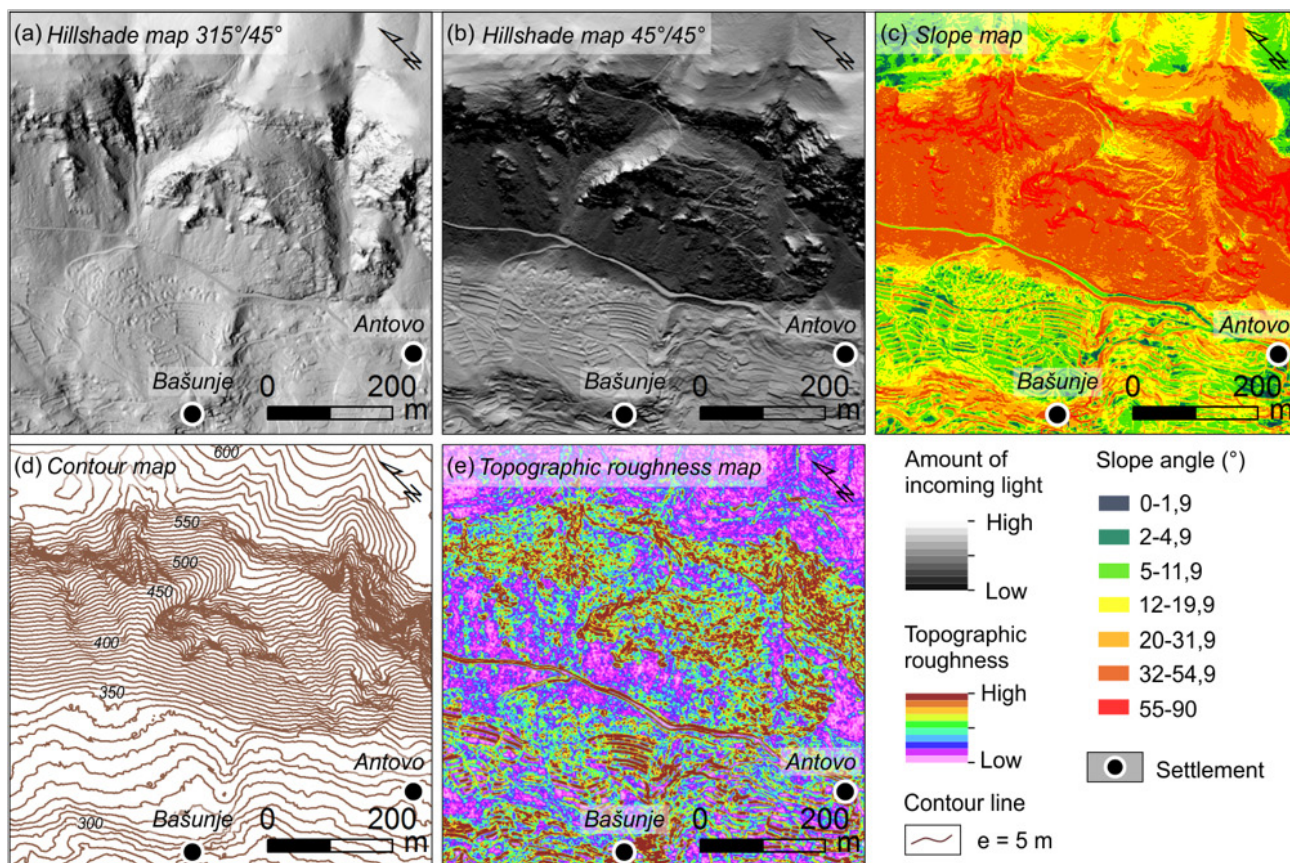 (a) Hillshade map 315°/45°
N
Antovo
Bašunje
0
200
m
(b) Hillshade map 45°/45°
N
Antovo
Bašunje
0
200
m
(c) Slope map
N
Antovo
Bašunje
0
200
m
(d) Contour map
N
600
550
500
450
400
350
300
Antovo
Bašunje
0
200
m
(e) Topographic roughness map
N
Antovo
Bašunje
0
200
m
Amount of
incoming light
High
Low
Topographic
roughness
High
Low
Contour line
e = 5 m
Slope angle (°)
0-1,9
2-4,9
5-11,9
12-19,9
20-31,9
32-54,9
55-90
Settlement